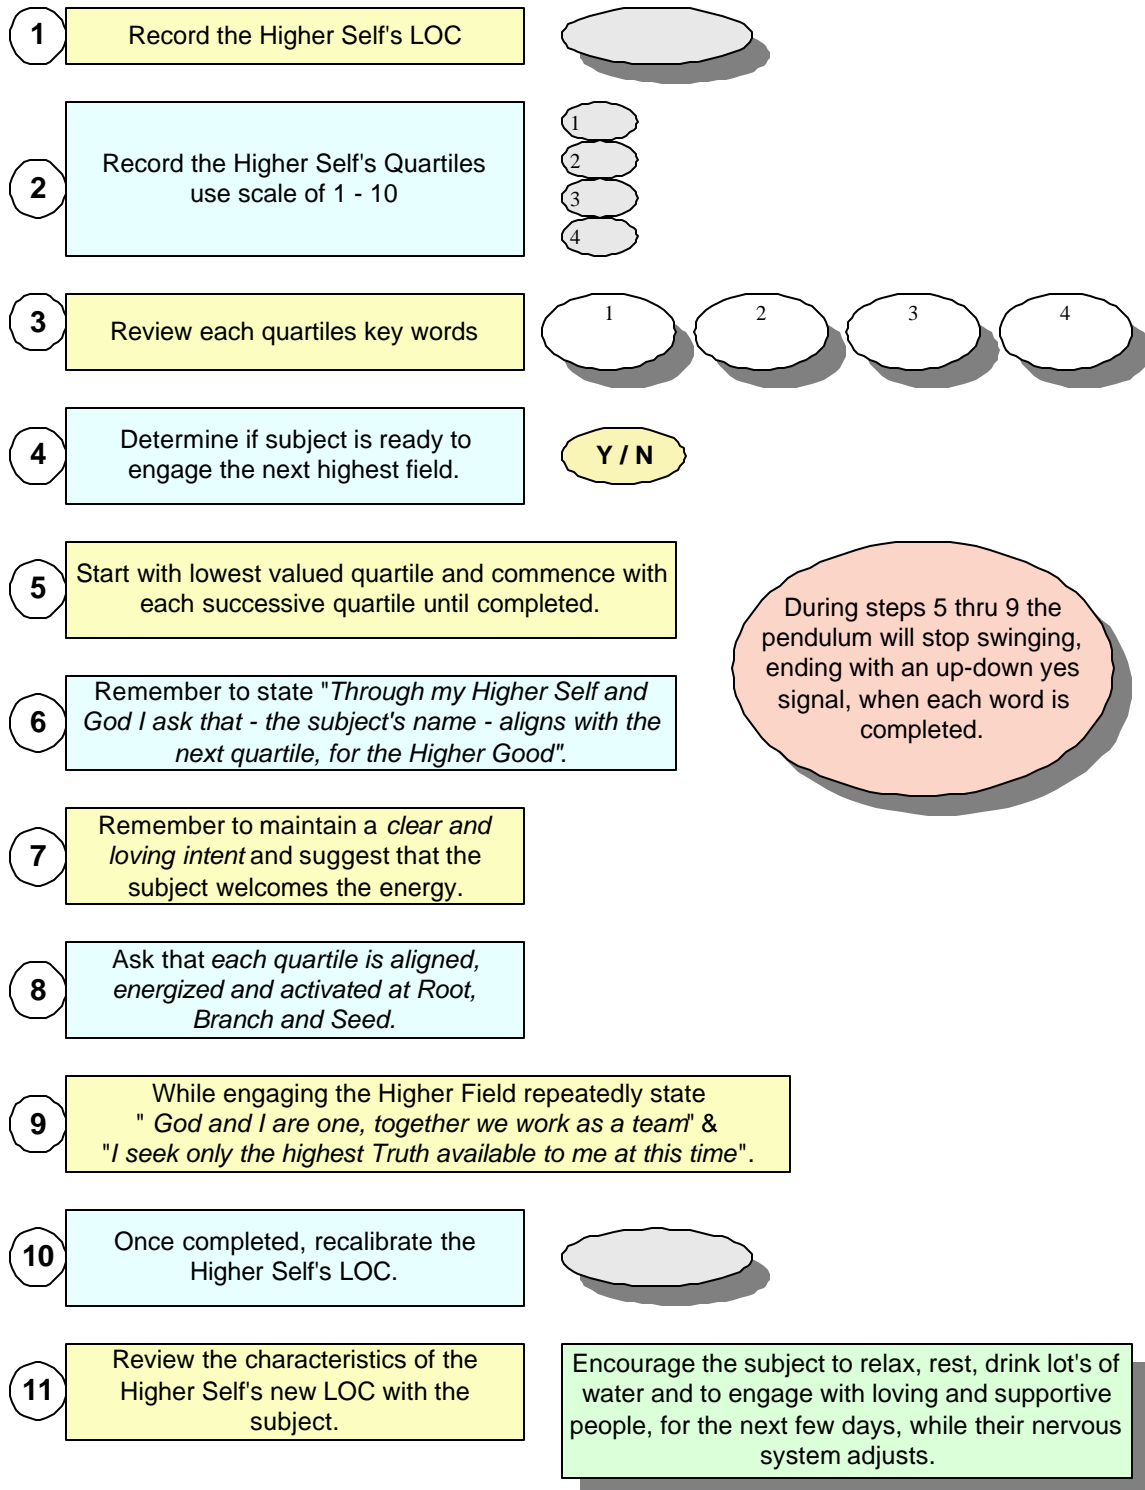 1
Record the Higher Self's LOC
2
Record the Higher Self's Quartiles
use scale of 1 - 10
1
2
3
4
3
Review each quartiles key words
1
2
3
4
4
Determine if subject is ready to
engage the next highest field.
Y / N
5
Start with lowest valued quartile and commence with
each successive quartile until completed.
During steps 5 thru 9 the
pendulum will stop swinging,
ending with an up-down yes
signal, when each word is
completed.
6
Remember to state "Through my Higher Self and
God I ask that - the subject's name - aligns with the
next quartile, for the Higher Good".
7
Remember to maintain a clear and
loving intent and suggest that the
subject welcomes the energy.
8
Ask that each quartile is aligned,
energized and activated at Root,
Branch and Seed.
9
While engaging the Higher Field repeatedly state
" God and I are one, together we work as a team" &
"I seek only the highest Truth available to me at this time".
10
Once completed, recalibrate the
Higher Self's LOC.
11
Review the characteristics of the
Higher Self's new LOC with the
subject.
Encourage the subject to relax, rest, drink lot's of
water and to engage with loving and supportive
people, for the next few days, while their nervous
system adjusts.